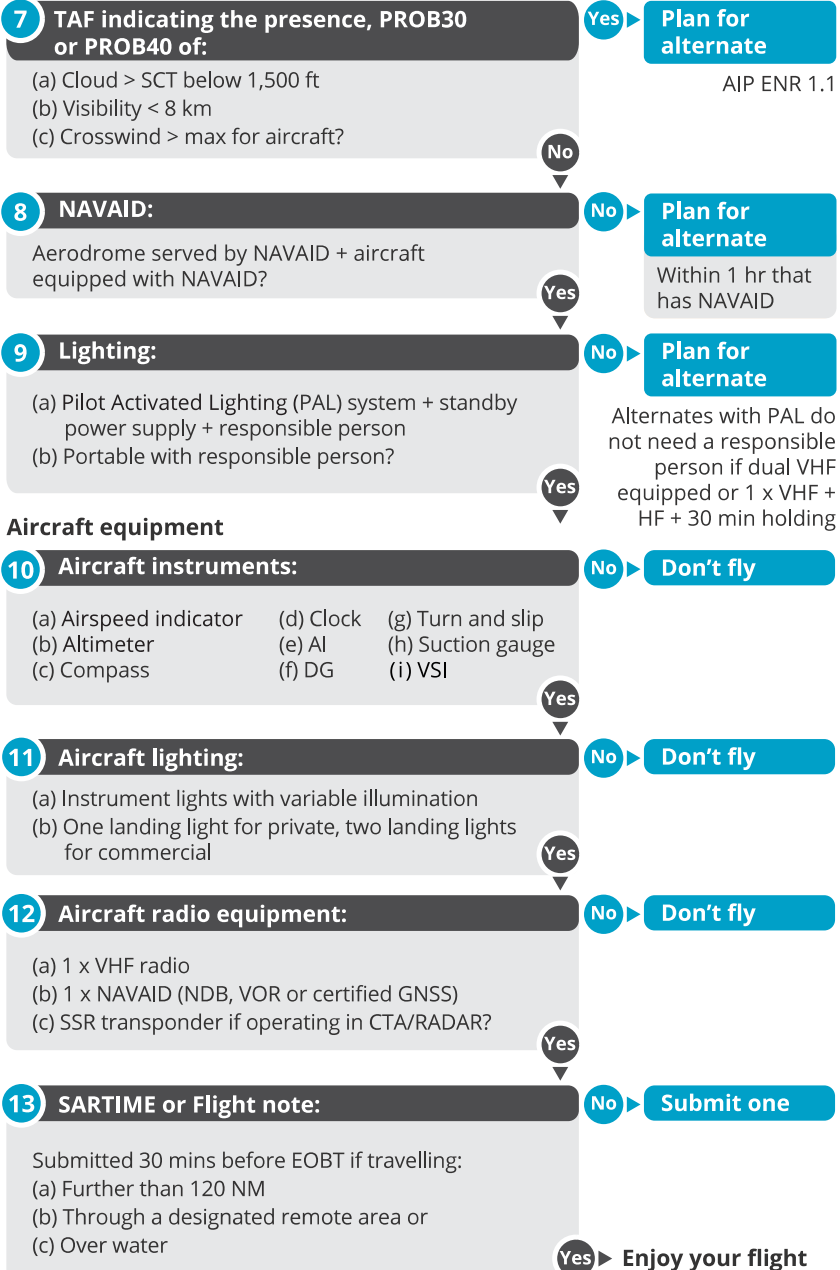 7
TAF indicating the presence, PROB30
or PROB40 of:
Yes
Plan for
alternate
AIP ENR 1.1
(a) Cloud > SCT below 1,500 ft
(b) Visibility < 8 km
(c) Crosswind > max for aircraft?
No
8
NAVAID:
No
Plan for
alternate
Within 1 hr that
has NAVAID
Aerodrome served by NAVAID + aircraft
equipped with NAVAID?
Yes
9
Lighting:
No
Plan for
alternate
Alternates with PAL do
not need a responsible
person if dual VHF
equipped or 1 x VHF +
HF + 30 min holding
(a) Pilot Activated Lighting (PAL) system + standby
power supply + responsible person
(b) Portable with responsible person?
Yes
Aircraft equipment
10
Aircraft instruments:
No
Don't fly
(a) Airspeed indicator
(b) Altimeter
(c) Compass
(d) Clock
(e) AI
(f) DG
(g) Turn and slip
(h) Suction gauge
(i) VSI
Yes
11
Aircraft lighting:
No
Don't fly
(a) Instrument lights with variable illumination
(b) One landing light for private, two landing lights
for commercial
Yes
12
Aircraft radio equipment:
No
Don't fly
(a) 1 x VHF radio
(b) 1 x NAVAID (NDB, VOR or certified GNSS)
(c) SSR transponder if operating in CTA/RADAR?
Yes
13
SARTIME or Flight note:
No
Submit one
Submitted 30 mins before EOBT if travelling:
(a) Further than 120 NM
(b) Through a designated remote area or
(c) Over water
Yes
Enjoy your flight